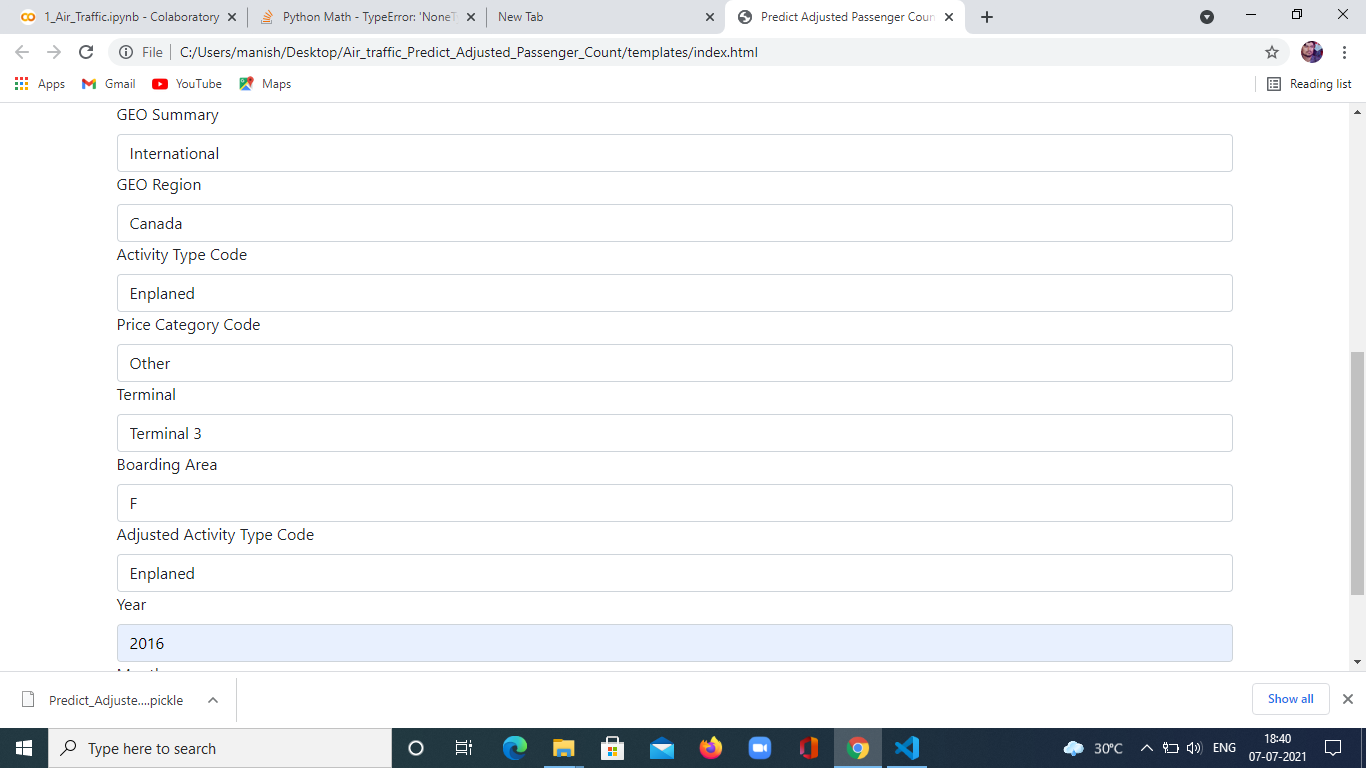 1_Air_Traffic.ipynb - Colaboratory
Python Math - TypeError: 'NoneT
New Tab
Predict Adjusted Passenger Coun
File
C:/Users/manish/Desktop/Air_traffic_Predict_Adjusted_Passenger_Count/templates/index.html
Apps
Gmail
YouTube
Maps
Reading list
GEO Summary
International
GEO Region
Canada
Activity Type Code
Enplaned
Price Category Code
Other
Terminal
Terminal 3
Boarding Area
F
Adjusted Activity Type Code
Enplaned
Year
2016
Predict_Adjuste....pickle
Show all
Type here to search
30°C
ENG
18:40
07-07-2021